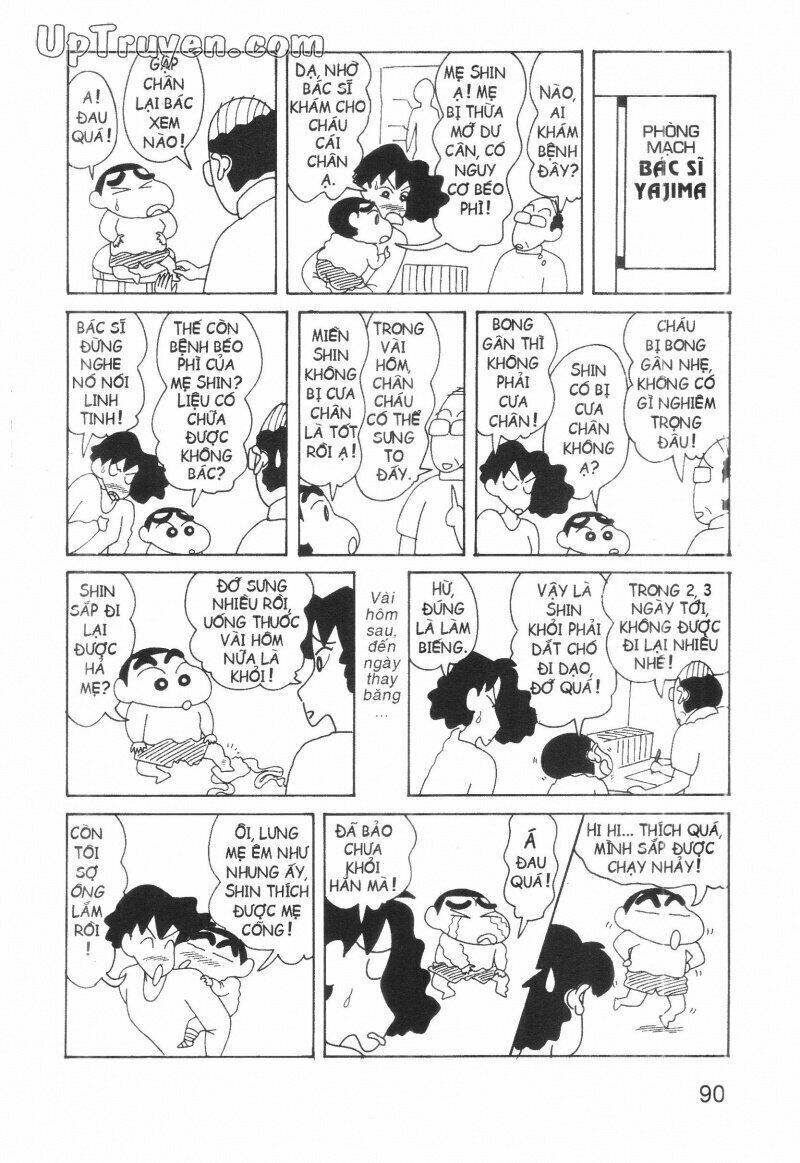 UpTruyen.com
PHÒNG
MẠCH
BÁC SĨ
YAJIMA
NÀO,
AI
KHÁM
BỆNH
ĐÂY?
MẸ SHIN
Ạ! MẸ
BỊ THỪA
MỠ DƯ
CÂN, CÓ
NGUY
CƠ BÉO
PHÌ!
DẠ, NHỜ
BÁC SĨ
KHÁM CHO
CHÁU
CÁI
CHÂN
Ạ.
GẬP
CHÂN
LẠI BÁC
XEM
NÀO!
A!
ĐAU
QUÁ!
CHÁU
BỊ BONG
GÂN NHẸ,
KHÔNG CÓ
GÌ NGHIÊM
TRỌNG
ĐÂU!
SHIN
CÓ BỊ
CƯA
CHÂN
KHÔNG
Ạ?
BONG
GÂN THÌ
KHÔNG
PHẢI
CƯA
CHÂN!
TRONG
VÀI
HÔM,
CHÂN
CHÁU
CÓ THỂ
SƯNG
TO
ĐẤY.
MIỄN
SHIN
KHÔNG
BỊ CƯA
CHÂN
LÀ TỐT
RỒI Ạ!
THẾ CÒN
BỆNH BÉO
PHÌ CỦA
MẸ SHIN?
LIỆU CÓ
CHỮA
ĐƯỢC
KHÔNG
BÁC?
BÁC SĨ
ĐỪNG
NGHE
NÓ NÓI
LINH
TINH!
TRONG 2, 3
NGÀY TỚI,
KHÔNG ĐƯỢC
ĐI LẠI NHIỀU
NHÉ!
VẬY LÀ
SHIN
KHỎI PHẢI
DẮT CHÓ
ĐI DẠO,
ĐỠ QUÁ!
HỪ,
ĐÚNG
LÀ LÀM
BIẾNG.
Vài
hôm
sau,
đến
ngày
thay
băng
...
ĐỠ SƯNG
NHIỀU RỒI,
UỐNG THUỐC
VÀI HÔM
NỮA LÀ
KHỎI!
SHIN
SẮP ĐI
LẠI
ĐƯỢC
HẢ
MẸ?
HI HI... THÍCH QUÁ,
MÌNH SẮP ĐƯỢC
CHẠY NHẢY!
Á
ĐAU
QUÁ!
ĐÃ BẢO
CHƯA
KHỎI
HẲN MÀ!
ÔI, LƯNG
MẸ ÊM NHƯ
NHUNG ẤY,
SHIN THÍCH
ĐƯỢC MẸ
CÕNG!
CÒN
TÔI
SỢ
ÔNG
LẮM
RỒI
!
90